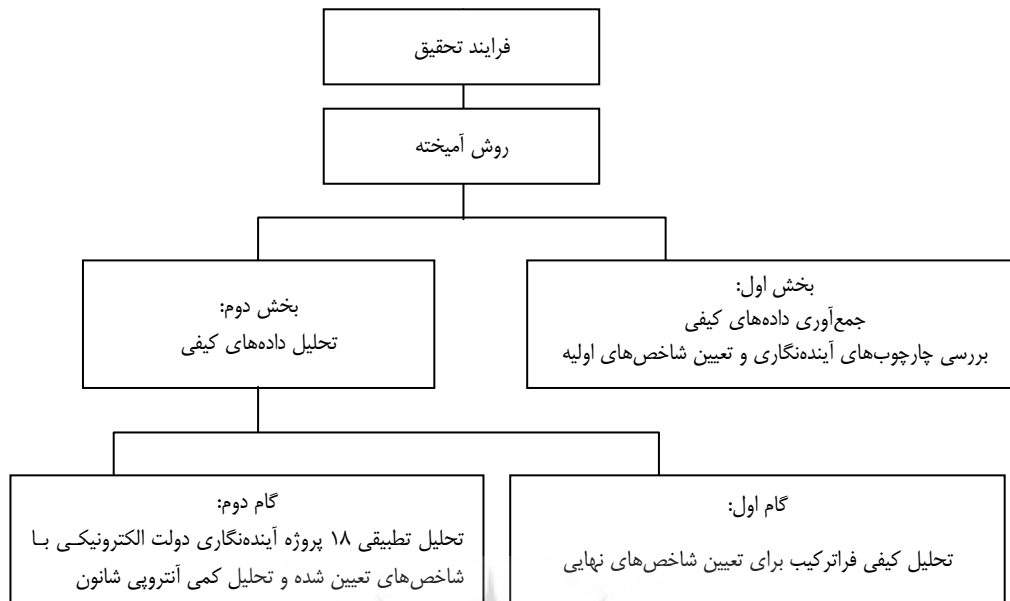 فرایند تحقیق
روش آمیخته
بخش اول:
جمع‌آوری داده‌های کیفی
بررسی چارچوب‌های آینده‌نگاری و تعیین شاخص‌های اولیه
بخش دوم:
تحلیل داده‌های کیفی
گام اول:
تحلیل کیفی فراترکیب برای تعیین شاخص‌های نهایی
گام دوم:
تحلیل تطبیقی ۱۸ پروژه آینده‌نگاری دولت الکترونیکی با
شاخص‌های تعیین شده و تحلیل کمی آنتروپی شانون